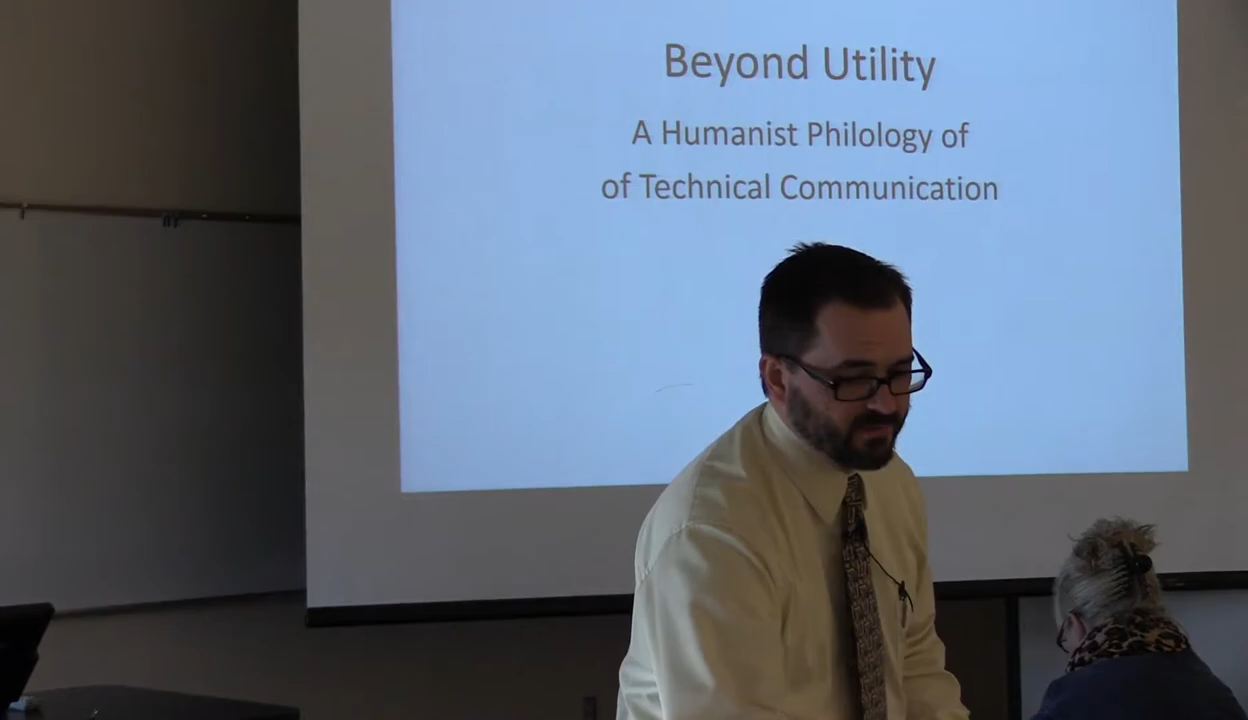 Beyond Utility
A Humanist Philology of
of Technical Communication